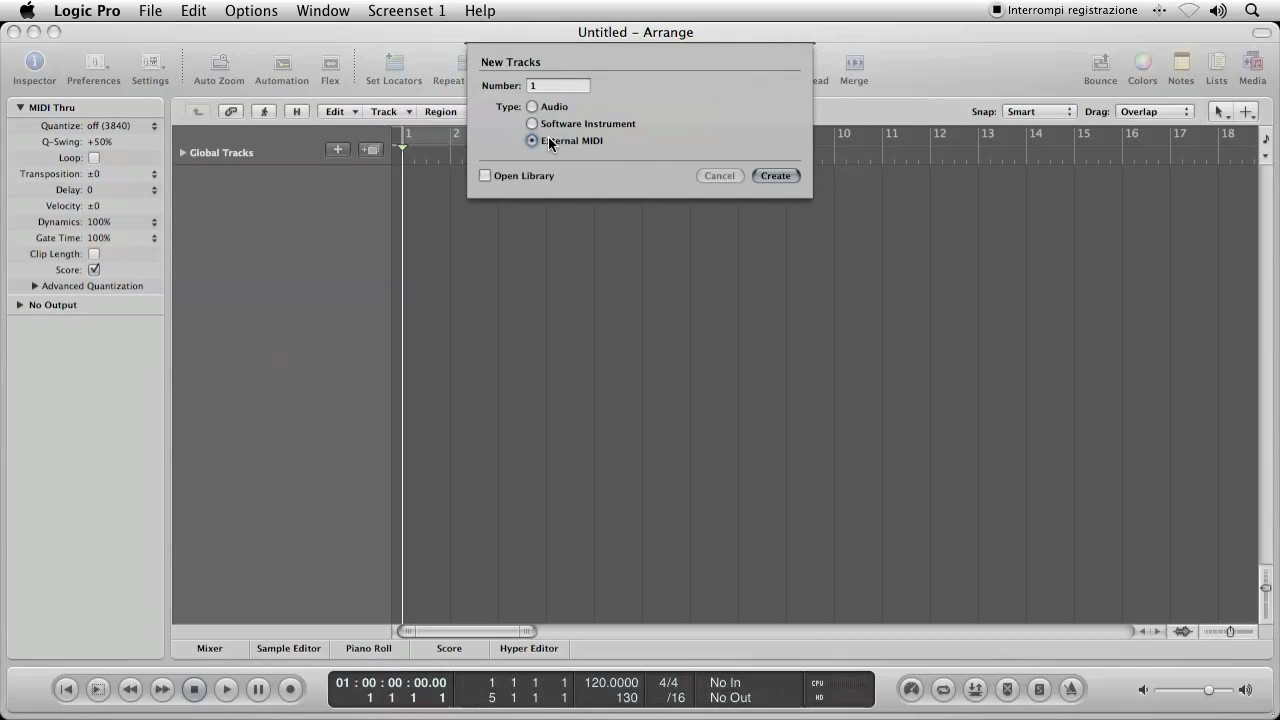 Logic Pro File Edit Options Window Screenset 1 Help Interrompi registrazione
Untitled – Arrange
Inspector Preferences Settings Auto Zoom Automation Flex Set Locators Repeat Merge Bounce Colors Notes Lists Media
New Tracks
Number: 1
Type: Audio
Software Instrument
External MIDI
Open Library Cancel Create
MIDI Thru
Edit Track Region H Snap: Smart Drag: Overlap
Quantize: off (3840)
Q-Swing: +50%
Loop:
Transposition: ±0
Delay: 0
Velocity: ±0
Dynamics: 100%
Gate Time: 100%
Clip Length:
Score:
Advanced Quantization
No Output
Global Tracks
1 2 10 11 12 13 14 15 16 17 18
Mixer Sample Editor Piano Roll Score Hyper Editor
01 : 00 : 00 : 00.00 1 1 1 120.0000 4/4 No In CPU
1 1 1 1 5 1 1 1 130 /16 No Out HD
S